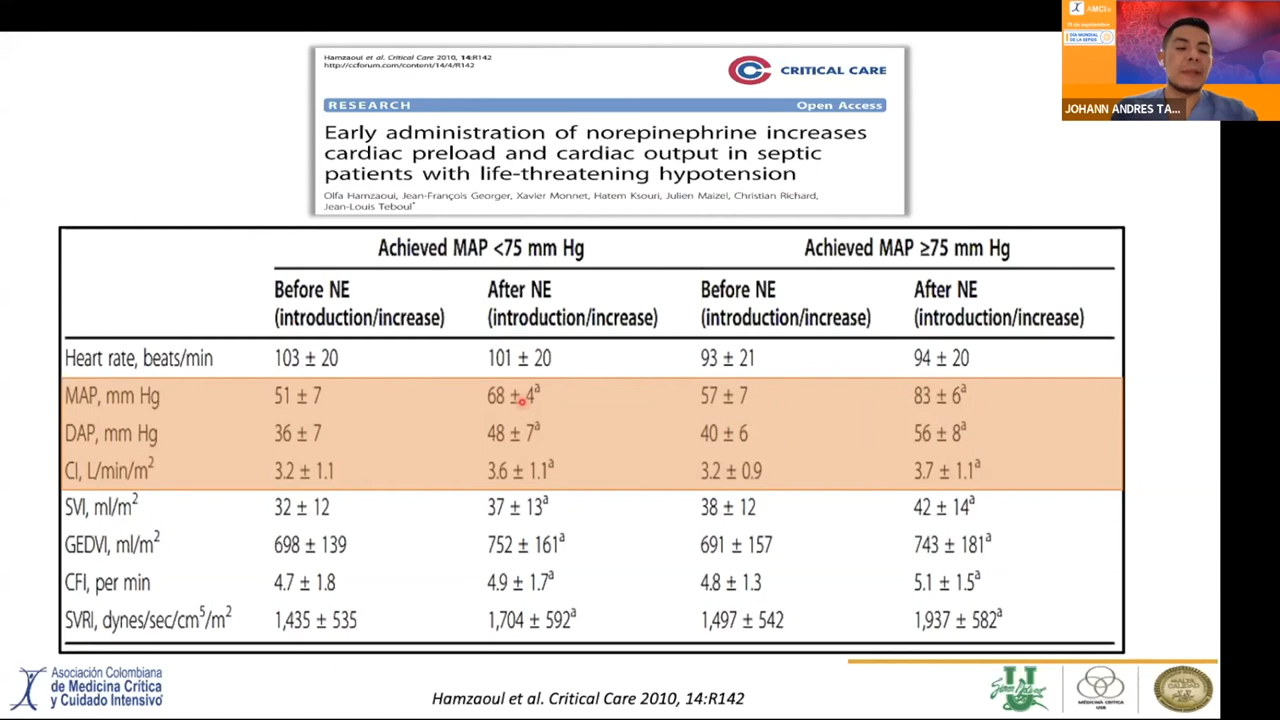 AMCI
DÍA MUNDIAL
DE LA SEPSIS
JOHANN ANDRES TA...
Hamzaoui et al. Critical Care 2010, 14:R142
http://ccforum.com/content/14/4/R142
CRITICAL CARE
RESEARCH Open Access
Early administration of norepinephrine increases
cardiac preload and cardiac output in septic
patients with life-threatening hypotension
Olfa Hamzaoui, Jean-François Georger, Xavier Monnet, Hatem Ksouri, Julien Maizel, Christian Richard,
Jean-Louis Teboul*
Achieved MAP <75 mm Hg Achieved MAP ≥75 mm Hg
Before NE After NE Before NE After NE
(introduction/increase) (introduction/increase) (introduction/increase) (introduction/increase)
Heart rate, beats/min 103 ± 20 101 ± 20 93 ± 21 94 ± 20
MAP, mm Hg 51 ± 7 68 ± 4ᵃ 57 ± 7 83 ± 6ᵃ
DAP, mm Hg 36 ± 7 48 ± 7ᵃ 40 ± 6 56 ± 8ᵃ
CI, L/min/m² 3.2 ± 1.1 3.6 ± 1.1ᵃ 3.2 ± 0.9 3.7 ± 1.1ᵃ
SVI, ml/m² 32 ± 12 37 ± 13ᵃ 38 ± 12 42 ± 14ᵃ
GEDVI, ml/m² 698 ± 139 752 ± 161ᵃ 691 ± 157 743 ± 181ᵃ
CFI, per min 4.7 ± 1.8 4.9 ± 1.7ᵃ 4.8 ± 1.3 5.1 ± 1.5ᵃ
SVRI, dynes/sec/cm⁵/m² 1,435 ± 535 1,704 ± 592ᵃ 1,497 ± 542 1,937 ± 582ᵃ
Asociación Colombiana
de Medicina Crítica
y Cuidado Intensivo
Hamzaoul et al. Critical Care 2010, 14:R142
MEDICINA CRITICA
USB